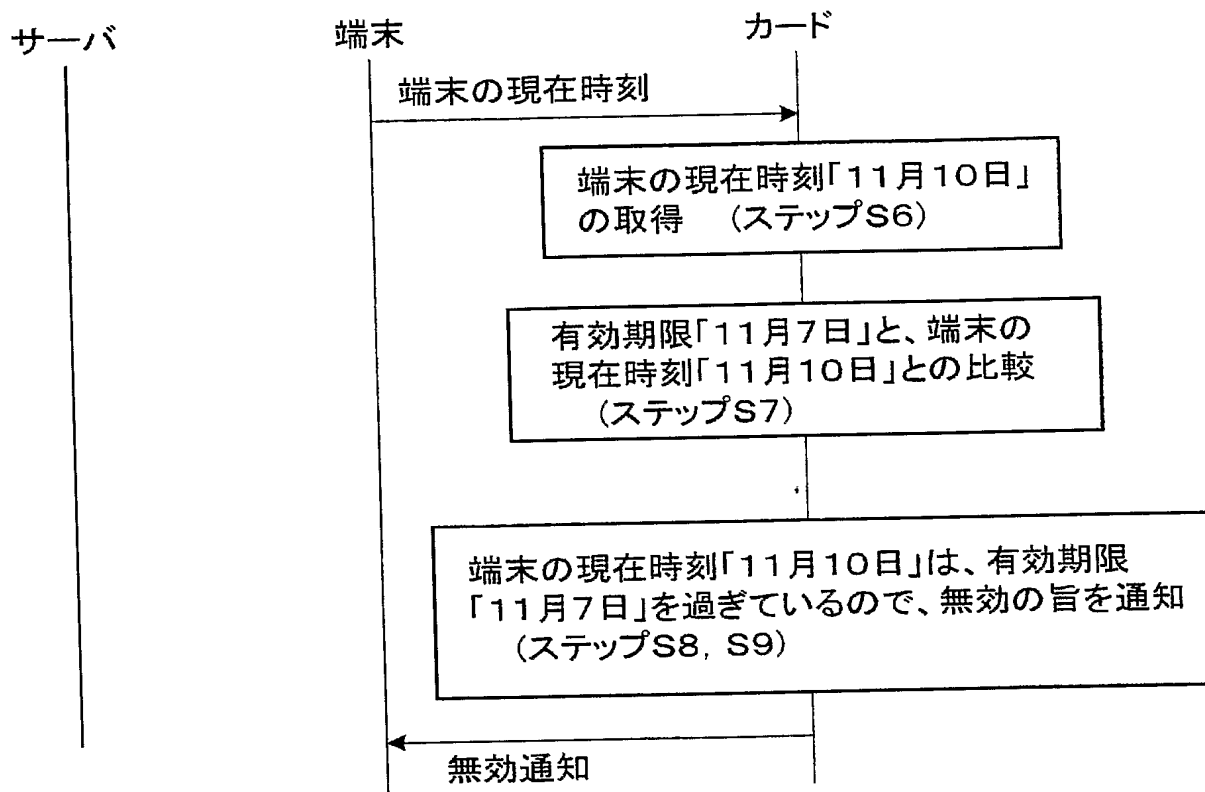 サーバ
端末
カード
端末の現在時刻
端末の現在時刻「11月10日」
の取得　(ステップS6)
有効期限「11月7日」と、端末の
現在時刻「11月10日」との比較
(ステップS7)
端末の現在時刻「11月10日」は、有効期限
「11月7日」を過ぎているので、無効の旨を通知
(ステップS8, S9)
無効通知